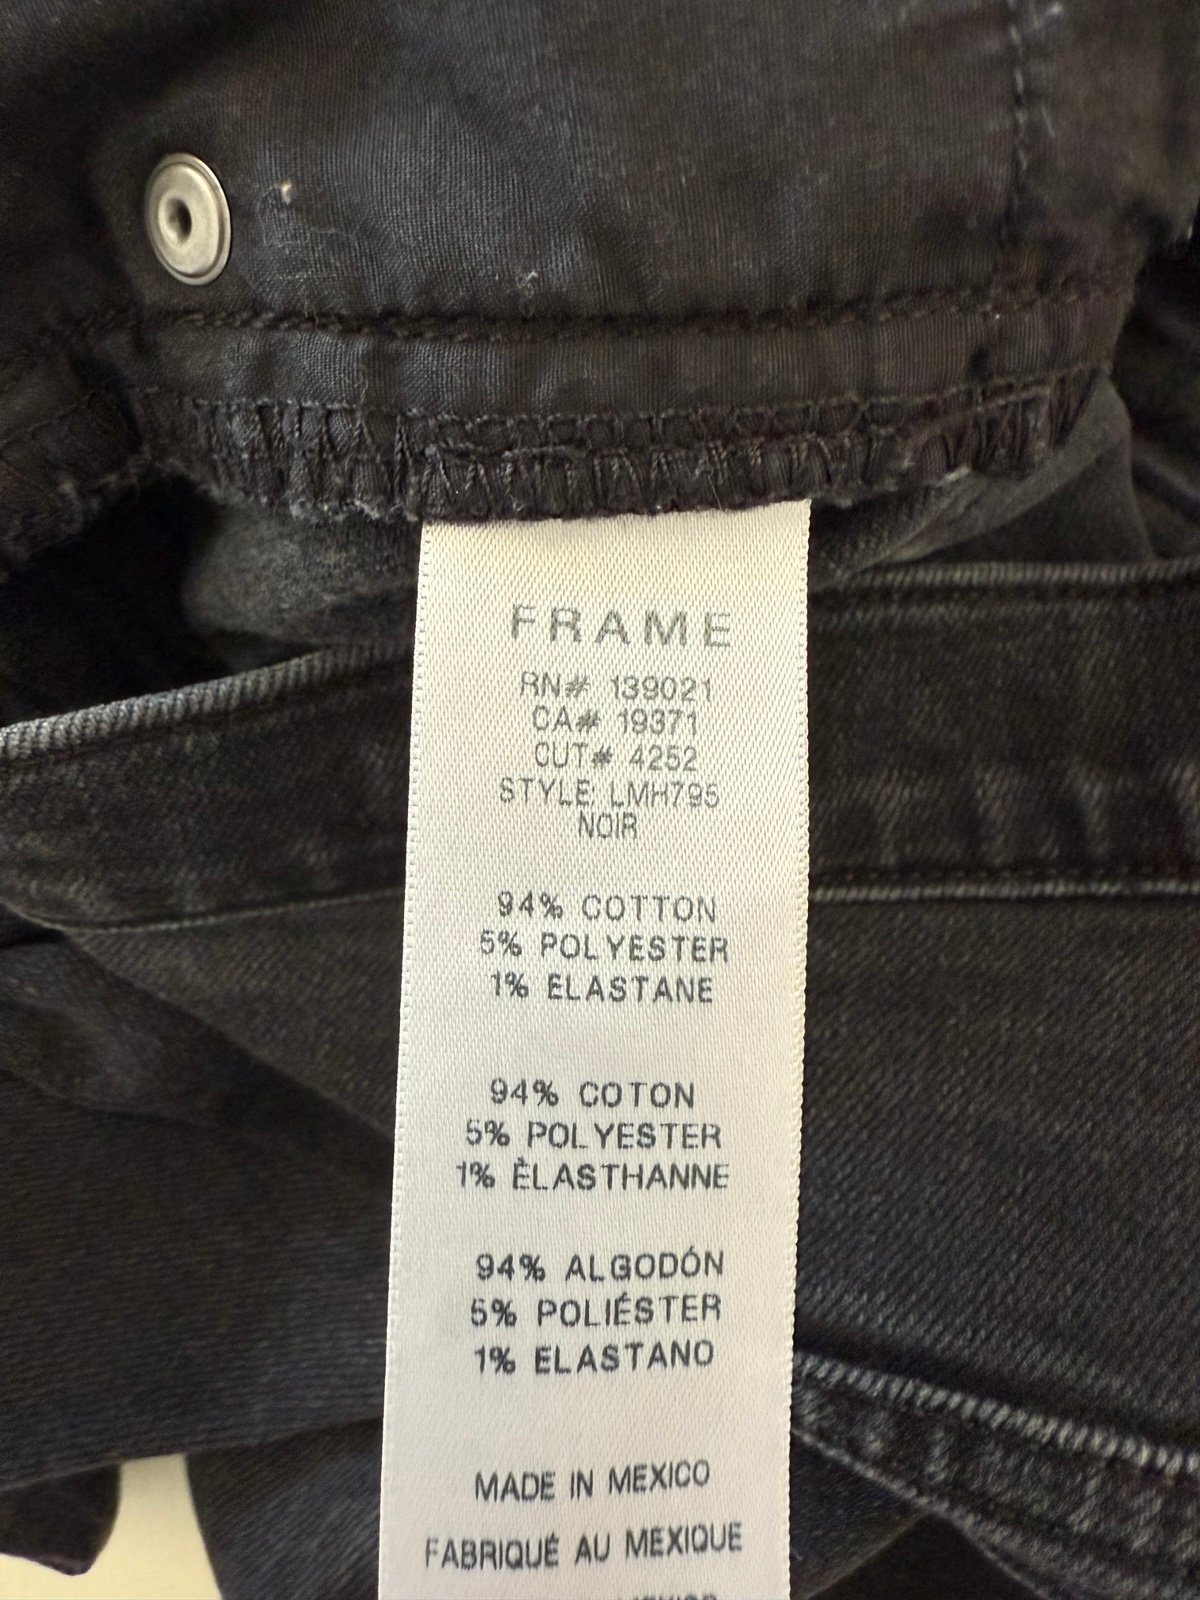 FRAME
RN# 139021
CA# 19371
CUT# 4252
STYLE: LMH795
NOIR
94% COTTON
5% POLYESTER
1% ELASTANE
94% COTON
5% POLYESTER
1% ÈLASTHANNE
94% ALGODÓN
5% POLIÉSTER
1% ELASTANO
MADE IN MEXICO
FABRIQUÉ AU MEXIQUE